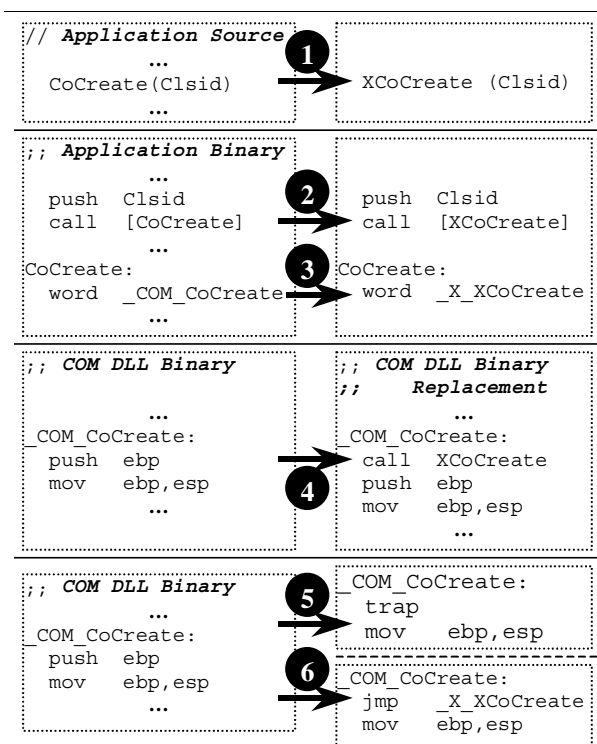 // Application Source
...
CoCreate(Clsid)
...
1
XCoCreate (Clsid)
;; Application Binary
...
push Clsid
call [CoCreate]
...
CoCreate:
word _COM_CoCreate
...
2
push Clsid
call [XCoCreate]
3
CoCreate:
word _X_XCoCreate
;; COM DLL Binary
...
_COM_CoCreate:
push ebp
mov ebp,esp
...
4
;; COM DLL Binary
;; Replacement
...
_COM_CoCreate:
call XCoCreate
push ebp
mov ebp,esp
...
;; COM DLL Binary
...
_COM_CoCreate:
push ebp
mov ebp,esp
...
5
_COM_CoCreate:
trap
mov ebp,esp
6
_COM_CoCreate:
jmp _X_XCoCreate
mov ebp,esp